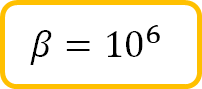 β = 10⁶